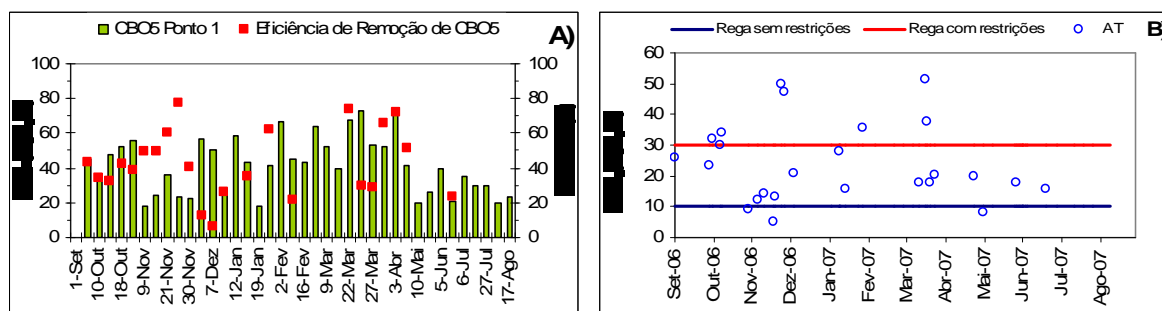 CBO5 Ponto 1 Eficiência de Remoção de CBO5
A)
100 100
80 80
60 60
40 40
20 20
0 0
1-Set 10-Out 18-Out 9-Nov 21-Nov 30-Nov 7-Dez 12-Jan 19-Jan 2-Fev 16-Fev 9-Mar 22-Mar 27-Mar 3-Abr 10-Mai 5-Jun 6-Jul 27-Jul 17-Ago
Rega sem restrições Rega com restrições AT
B)
60
50
40
30
20
10
0
Set-06 Out-06 Nov-06 Dez-06 Jan-07 Fev-07 Mar-07 Abr-07 Mai-07 Jun-07 Jul-07 Ago-07